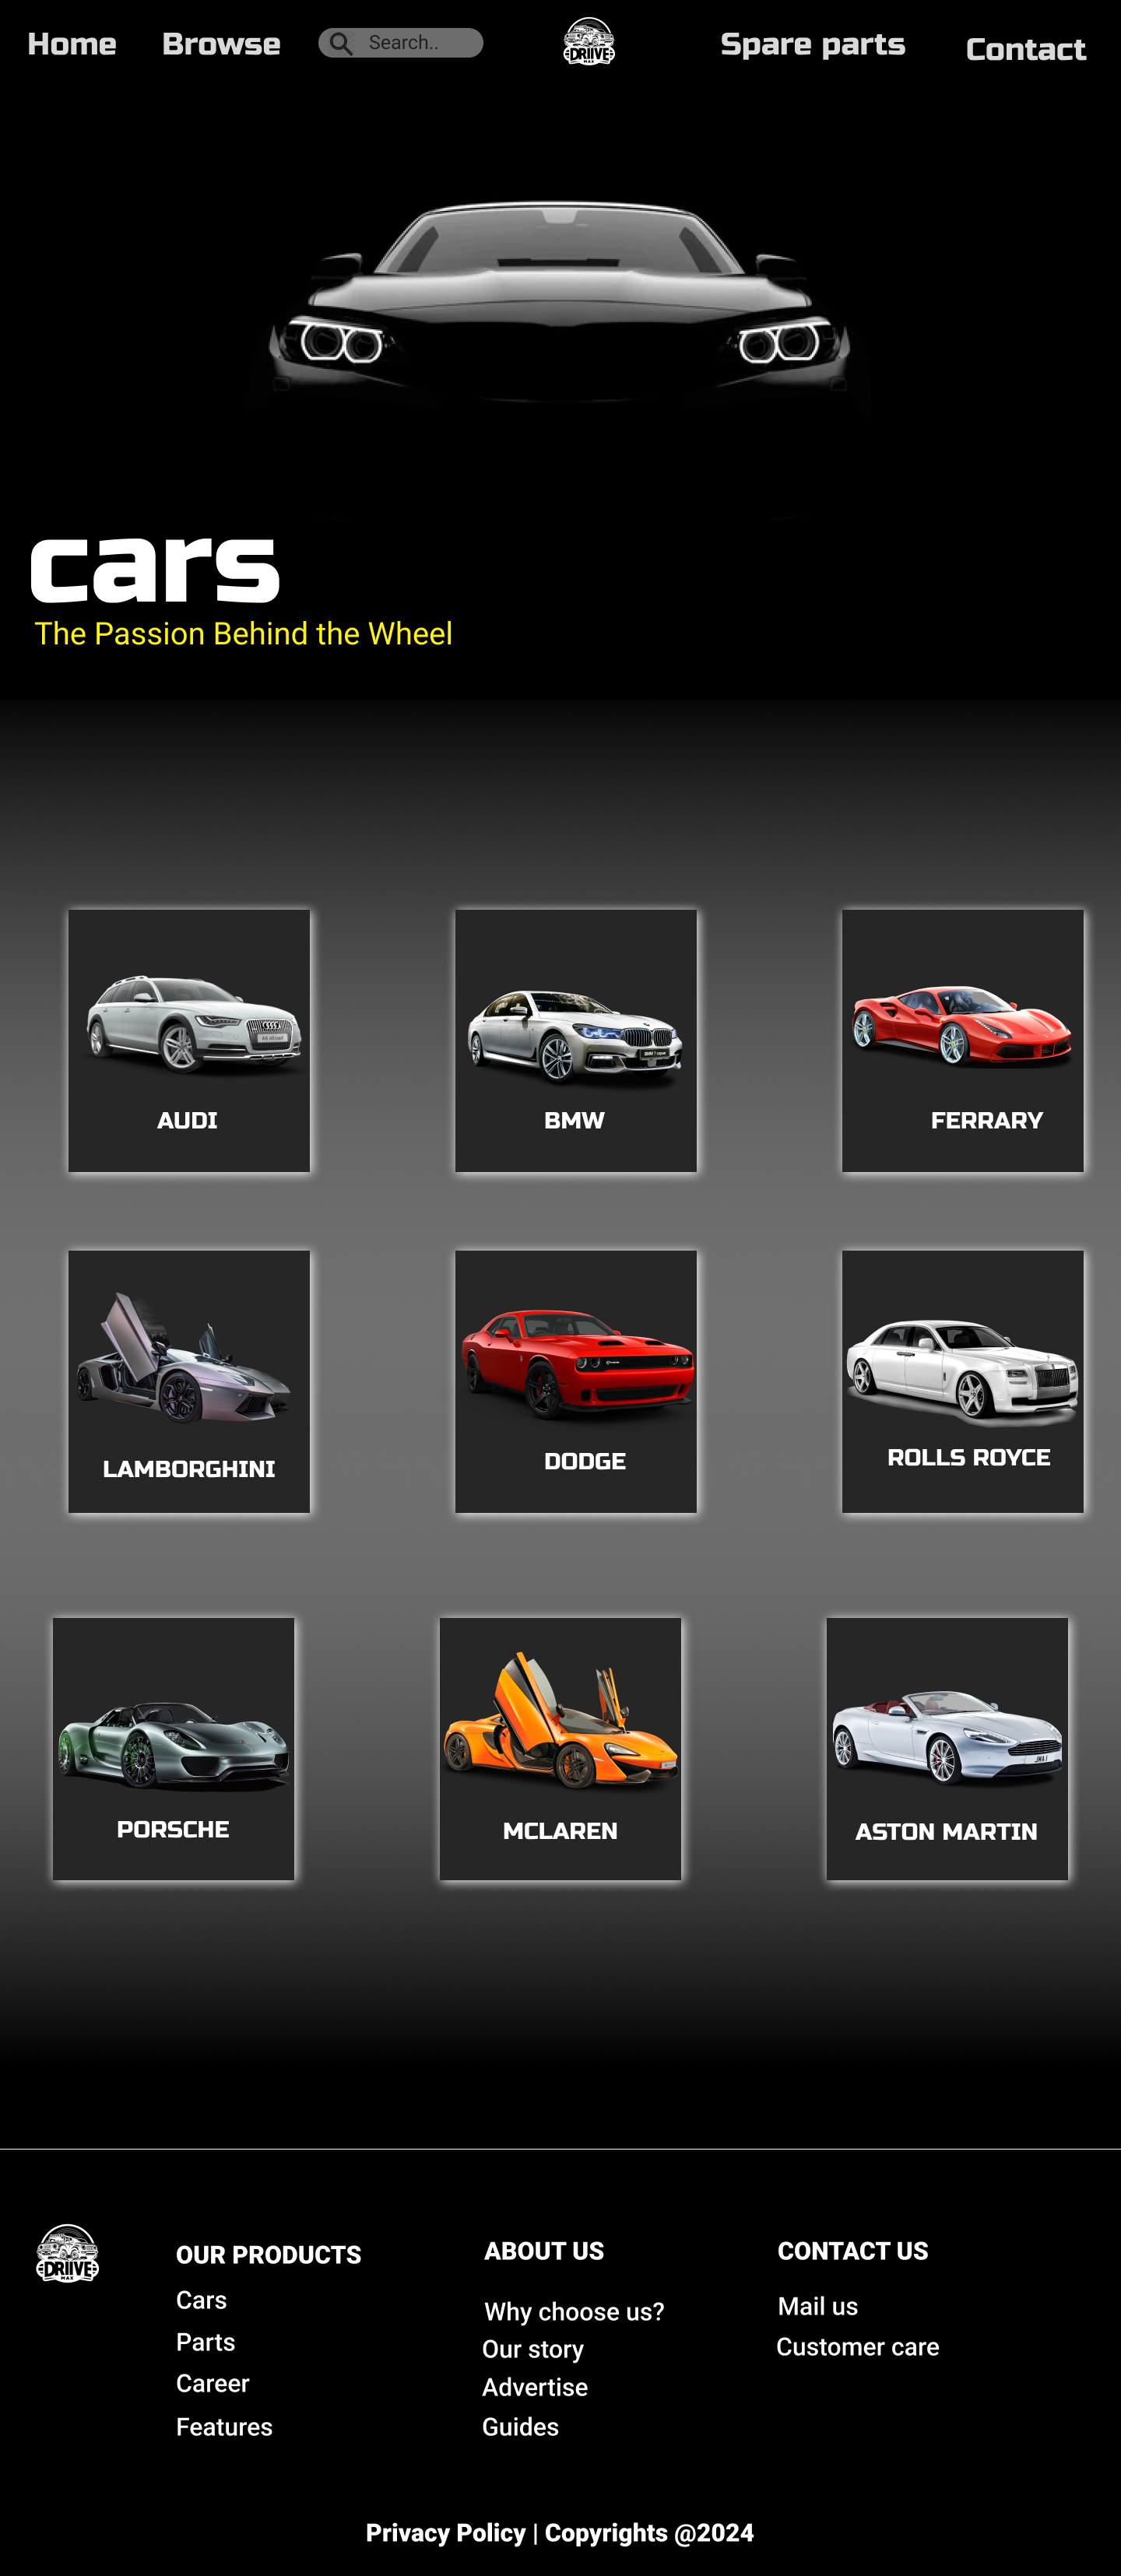 Home
Browse
Search..
DRIIVE
MAX
Spare parts
Contact
cars
The Passion Behind the Wheel
AUDI
BMW
FERRARY
LAMBORGHINI
DODGE
ROLLS ROYCE
PORSCHE
MCLAREN
ASTON MARTIN
DRIIVE
MAX
OUR PRODUCTS
Cars
Parts
Career
Features
ABOUT US
Why choose us?
Our story
Advertise
Guides
CONTACT US
Mail us
Customer care
Privacy Policy | Copyrights @2024